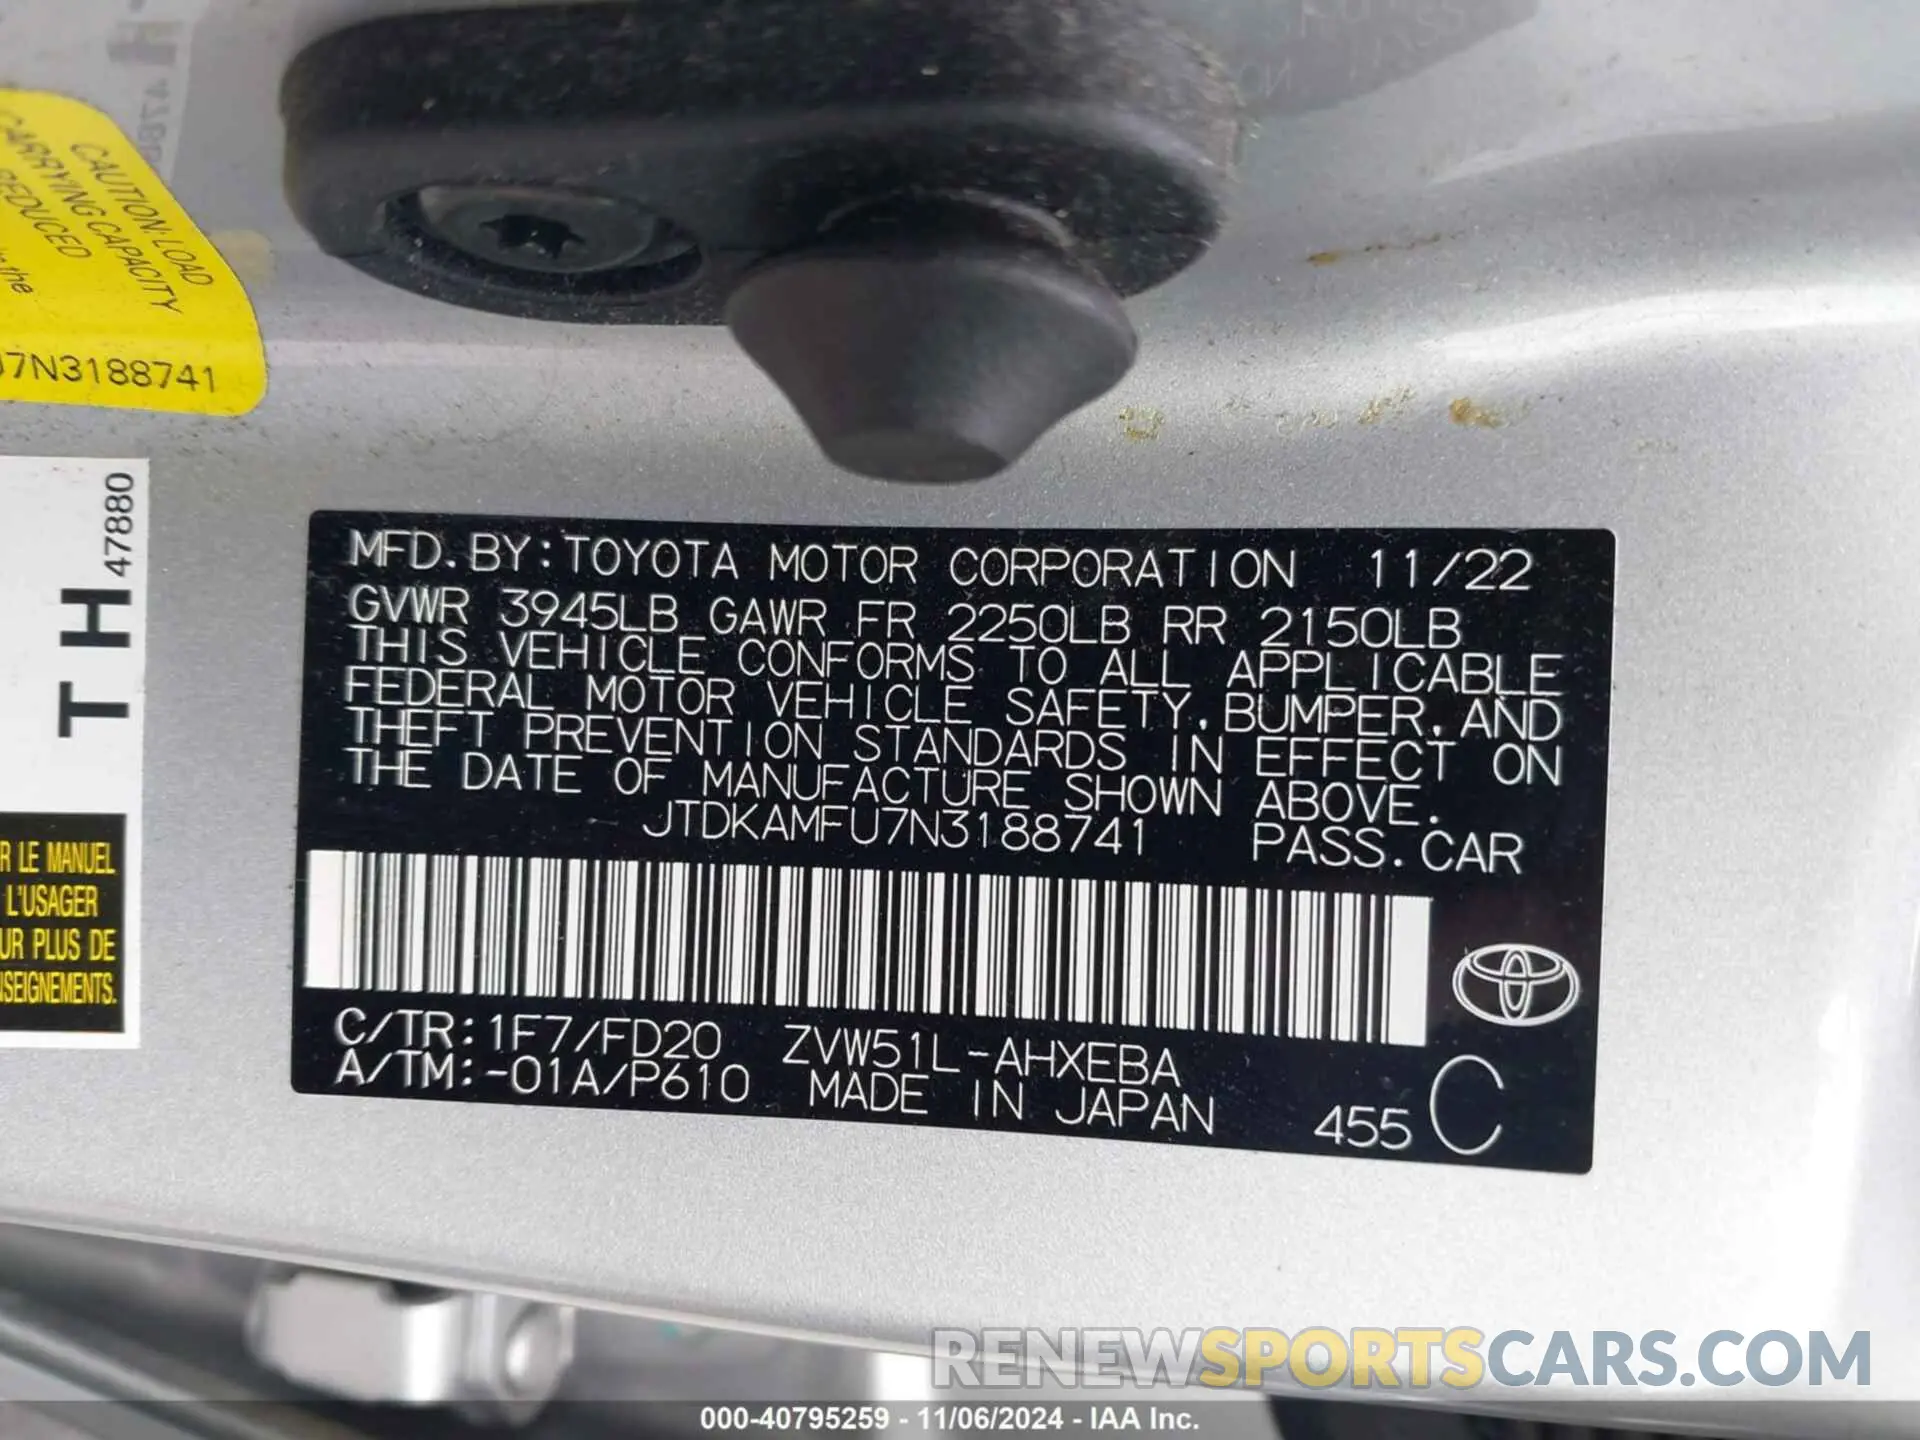 CAUTION: LOAD
CARRYING CAPACITY
REDUCED
the
7N3188741
TH 47880
R LE MANUEL
L'USAGER
UR PLUS DE
NSEIGNEMENTS.
MFD. BY: TOYOTA MOTOR CORPORATION 11/22
GVWR 3945LB GAWR FR 2250LB RR 2150LB
THIS VEHICLE CONFORMS TO ALL APPLICABLE
FEDERAL MOTOR VEHICLE SAFETY, BUMPER, AND
THEFT PREVENTION STANDARDS IN EFFECT ON
THE DATE OF MANUFACTURE SHOWN ABOVE.
JTDKAMFU7N3188741 PASS. CAR
C/TR: 1F7/FD20 ZVW51L-AHXEBA
A/TM: -01A/P610 MADE IN JAPAN 455 C
RENEWSPORTSCARS.COM
000-40795259 - 11/06/2024 - IAA Inc.